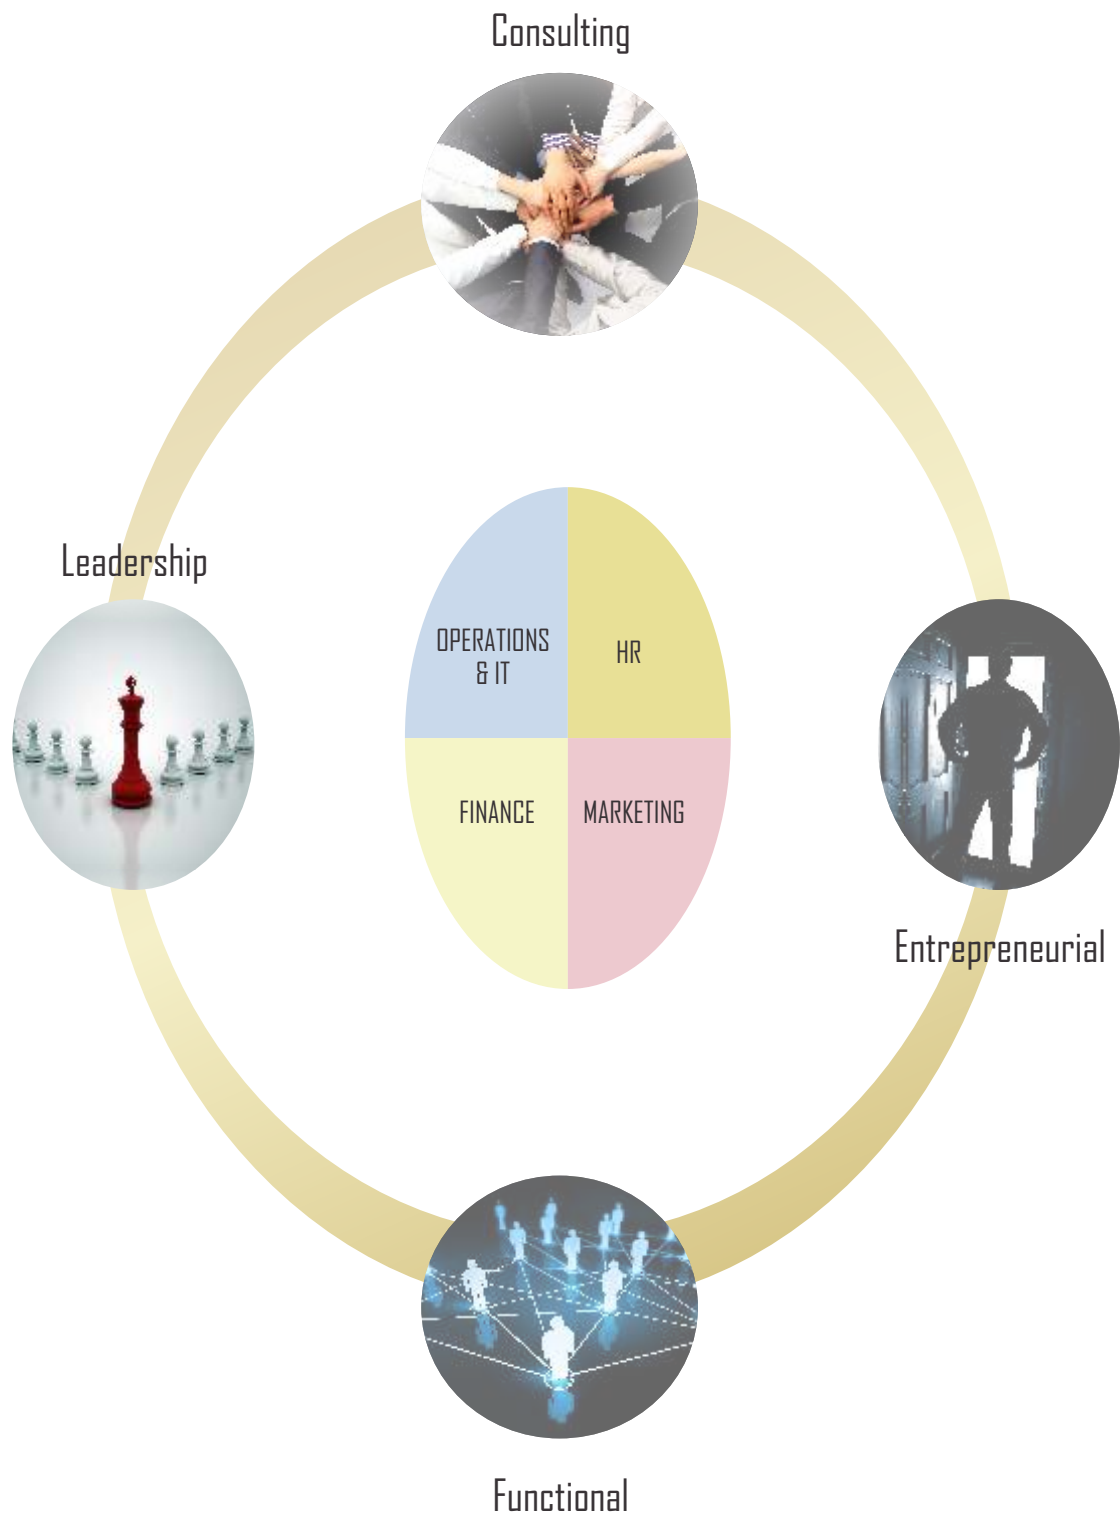 Consulting
Leadership
OPERATIONS
& IT
HR
FINANCE
MARKETING
Entrepreneurial
Functional